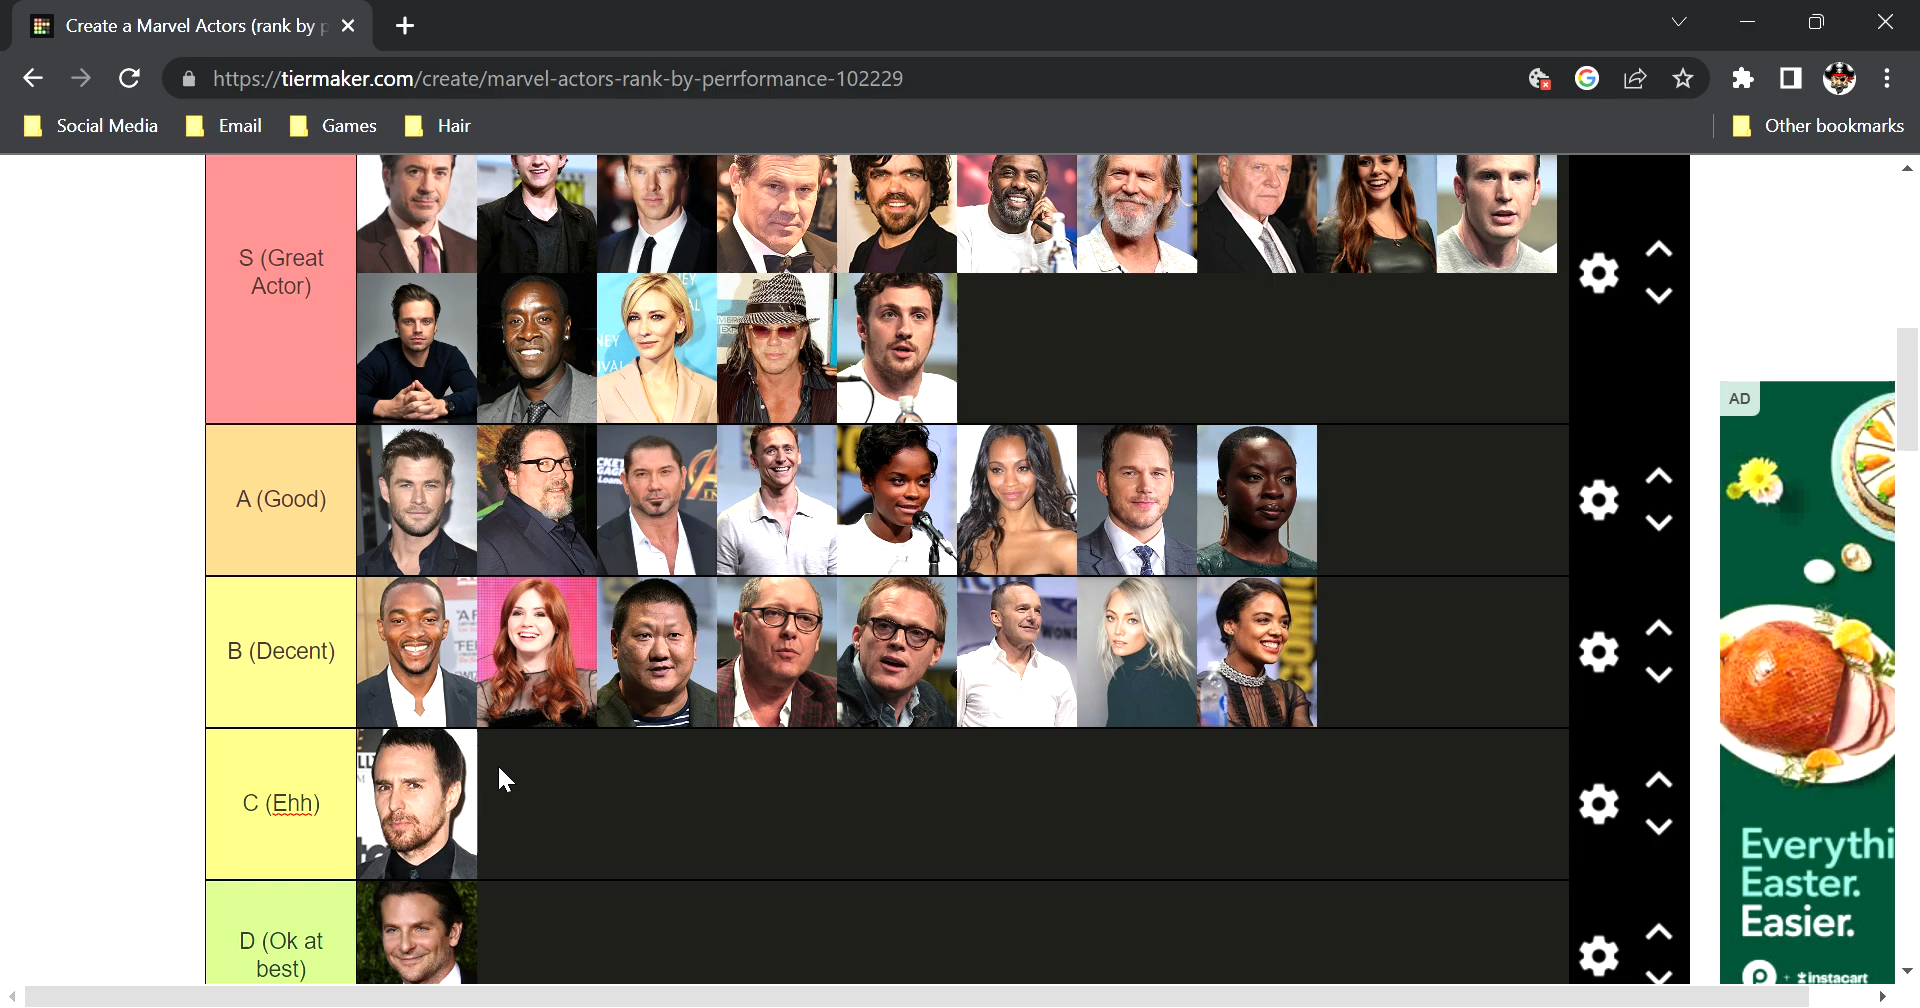 Create a Marvel Actors (rank by p
https://tiermaker.com/create/marvel-actors-rank-by-perrformance-102229
Social Media
Email
Games
Hair
Other bookmarks
S (Great
Actor)
A (Good)
B (Decent)
C (Ehh)
D (Ok at
best)
AD
Everythi
Easter.
Easier.
+ instacart